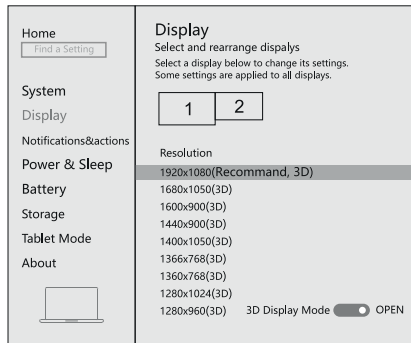 Home
Find a Setting
System
Display
Notifications&actions
Power & Sleep
Battery
Storage
Tablet Mode
About
Display
Select and rearrange dispalys
Select a display below to change its settings.
Some settings are applied to all displays.
1 2
Resolution
1920x1080(Recommand, 3D)
1680x1050(3D)
1600x900(3D)
1440x900(3D)
1400x1050(3D)
1366x768(3D)
1360x768(3D)
1280x1024(3D)
1280x960(3D) 3D Display Mode OPEN